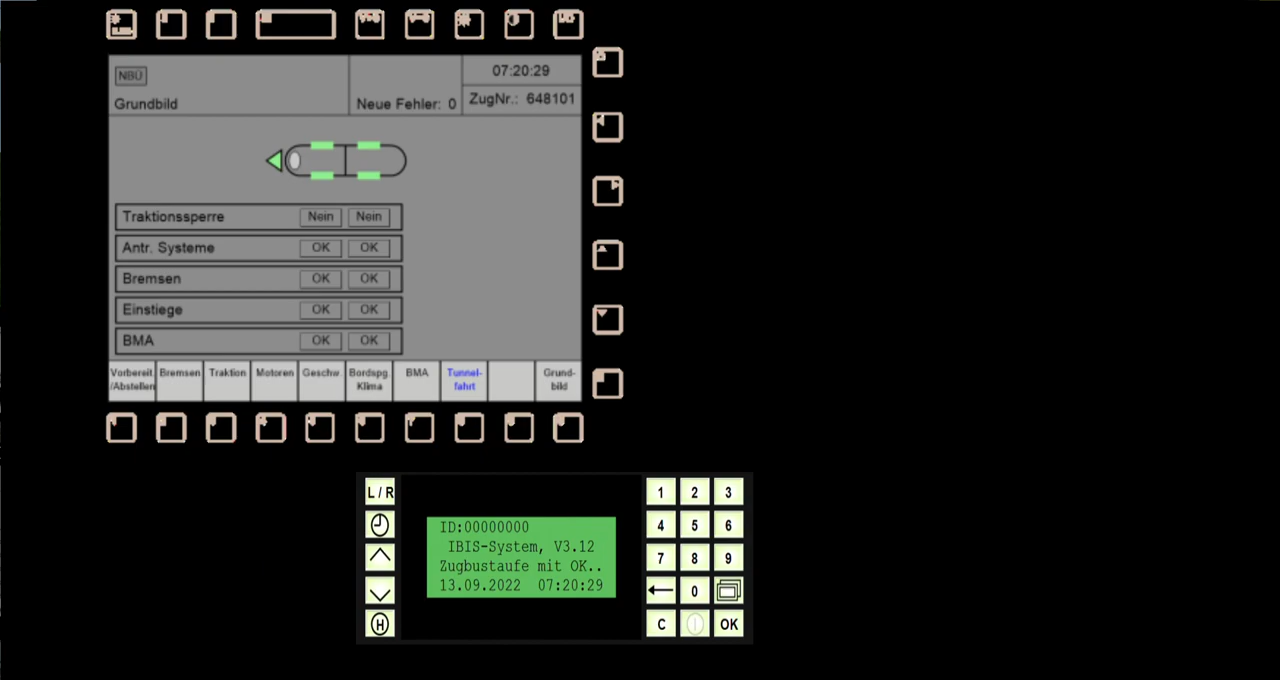 NBÜ
07:20:29
Grundbild
Neue Fehler: 0
ZugNr.: 648101
Traktionssperre Nein Nein
Antr. Systeme OK OK
Bremsen OK OK
Einstiege OK OK
BMA OK OK
Vorbereit. /Abstellen
Bremsen
Traktion
Motoren
Geschw.
Bordspg. Klima
BMA
Tunnel-fahrt
Grund-bild
L / R
H
ID:00000000
IBIS-System, V3.12
Zugbustaufe mit OK..
13.09.2022 07:20:29
1 2 3
4 5 6
7 8 9
0
C OK